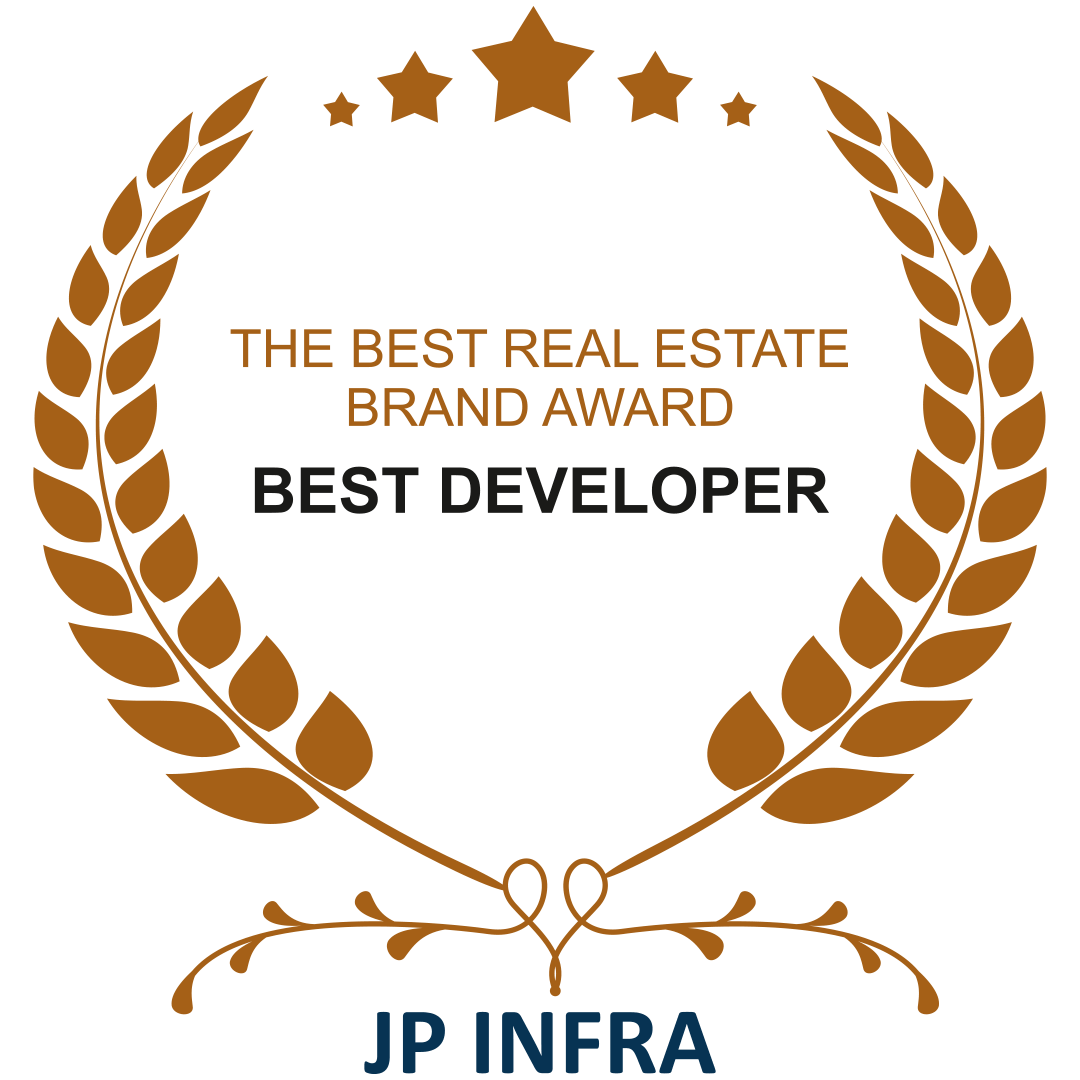 THE BEST REAL ESTATE
BRAND AWARD
BEST DEVELOPER
JP INFRA